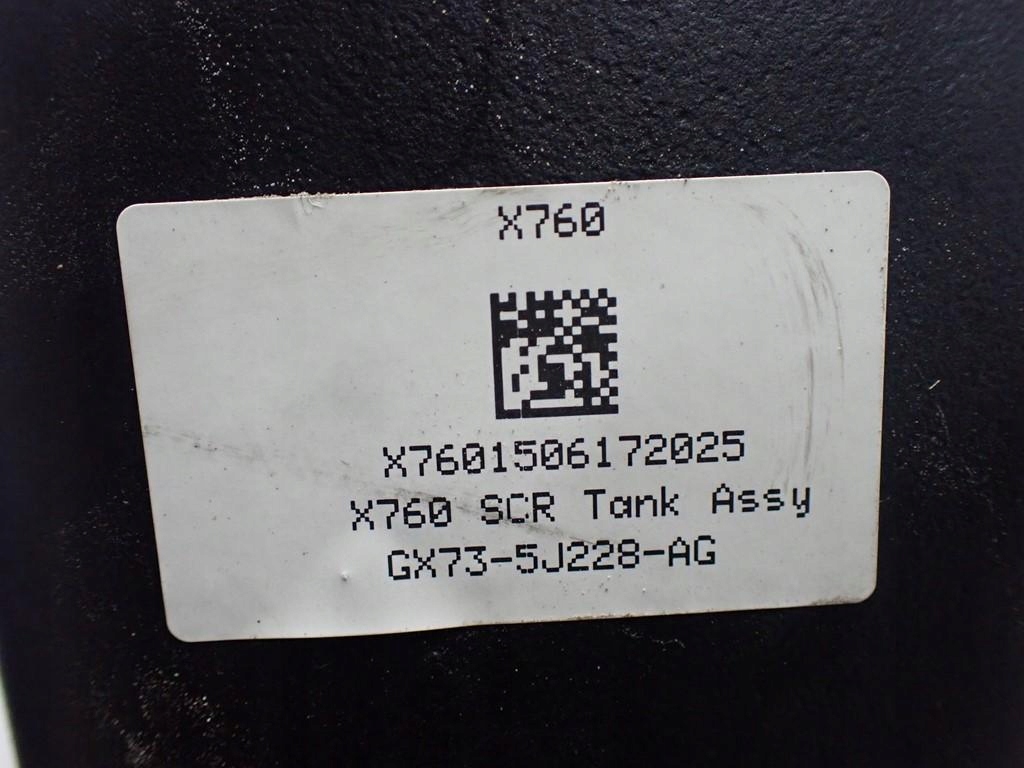 X760
X7601506172025
X760 SCR Tank Assy
GX73-5J228-AG